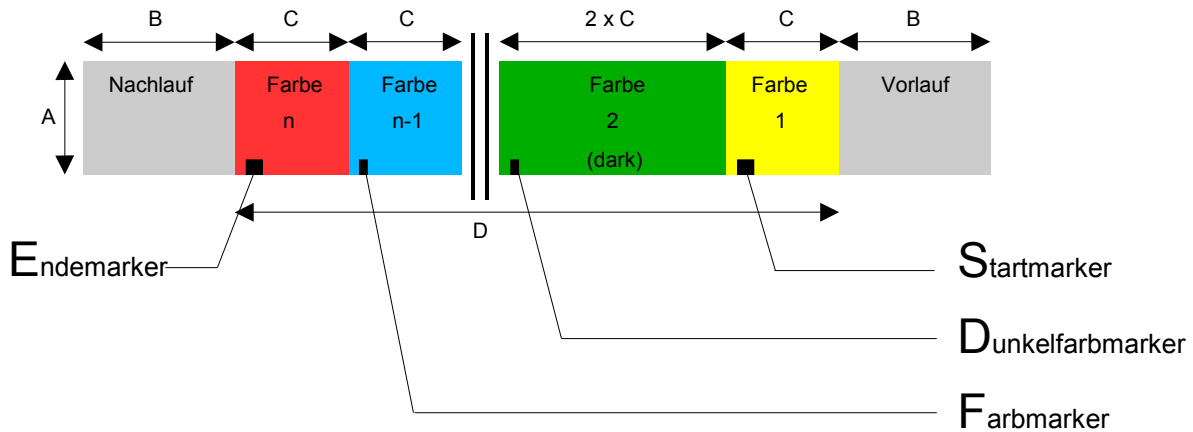 B C C 2 x C C B
Nachlauf Farbe Farbe Farbe Farbe Vorlauf
A n n-1 2 1
(dark)
D
Endemarker Startmarker
Dunkelfarbmarker
Farbmarker